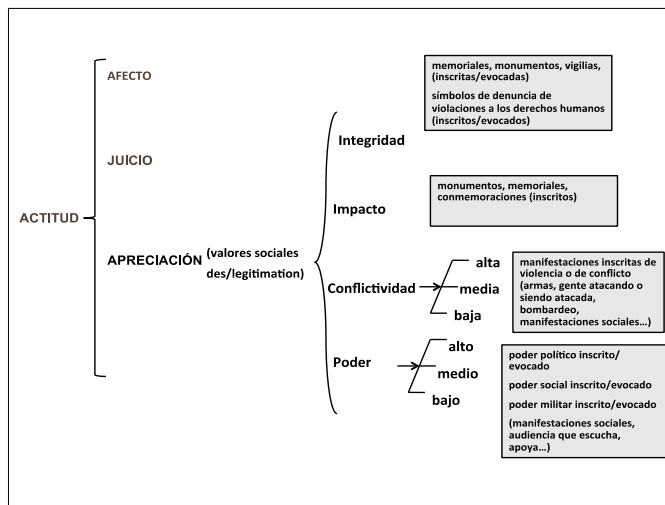 AFECTO
memoriales, monumentos, vigilias,
(inscritas/evocadas)
símbolos de denuncia de
violaciones a los derechos humanos
(inscritos/evocados)
Integridad
JUICIO
monumentos, memoriales,
conmemoraciones (inscritos)
Impacto
ACTITUD
APRECIACIÓN (valores sociales
des/legitimation)
Conflictividad
alta
media
baja
manifestaciones inscritas de
violencia o de conflicto
(armas, gente atacando o
siendo atacada,
bombardeo,
manifestaciones sociales...)
Poder
alto
medio
bajo
poder político inscrito/
evocado
poder social inscrito/evocado
poder militar inscrito/evocado
(manifestaciones sociales,
audiencia que escucha,
apoya...)